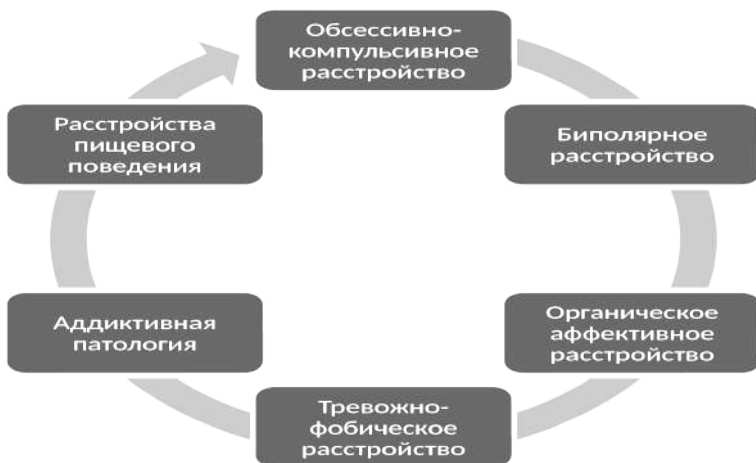 Обсессивно-
компульсивное
расстройство
Биполярное
расстройство
Органическое
аффективное
расстройство
Тревожно-
фобическое
расстройство
Аддиктивная
патология
Расстройства
пищевого
поведения